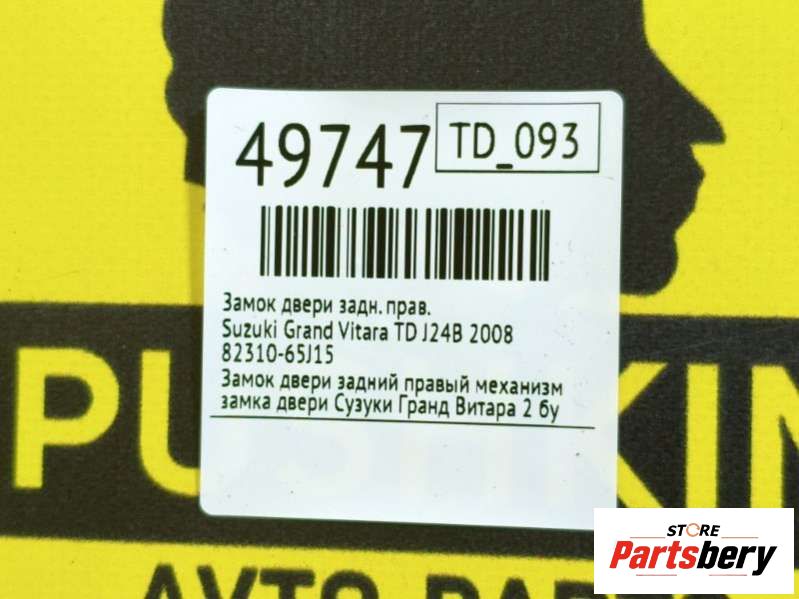 49747 TD_093
Замок двери задн. прав.
Suzuki Grand Vitara TD J24B 2008
82310-65J15
Замок двери задний правый механизм
замка двери Сузуки Гранд Витара 2 бу
STORE
Partsbery